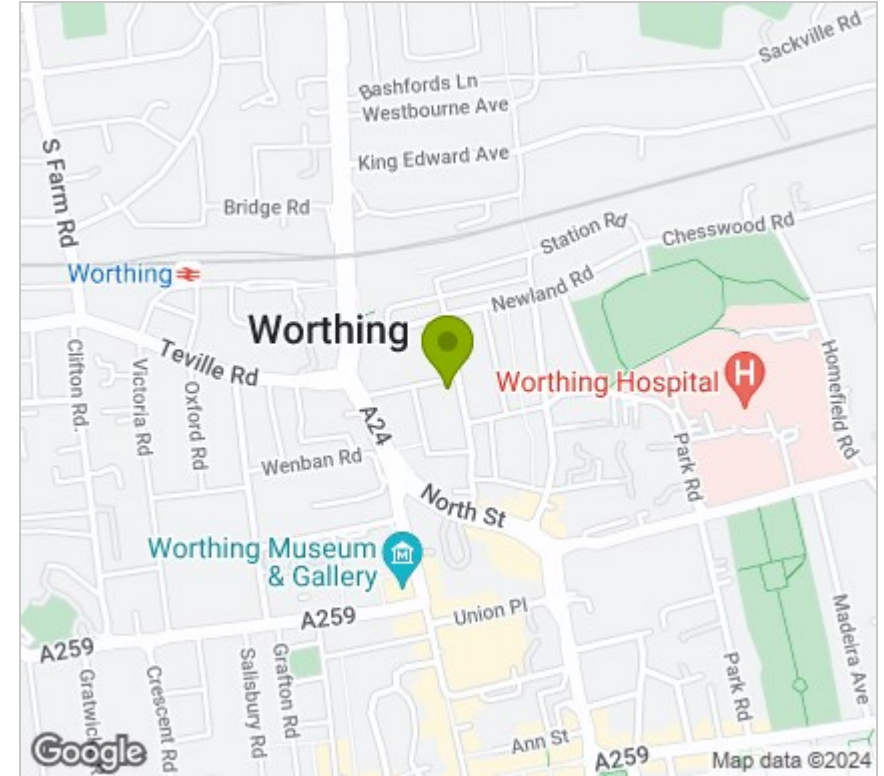 Sackville Rd
Bashfords Ln
Westbourne Ave
King Edward Ave
S Farm Rd
Bridge Rd
Station Rd
Chesswood Rd
Worthing
Newland Rd
Worthing
Teville Rd
Clifton Rd.
Victoria Rd
Oxford Rd
Worthing Hospital
H
Homefield Rd
A24
Park Rd
Wenban Rd
North St
Worthing Museum
& Gallery
M
Union Pl
A259
A259
Madeira Ave
Grafton Rd
Salisbury Rd
Crescent Rd
Park Rd
Ann St
A259
Google
Map data ©2024